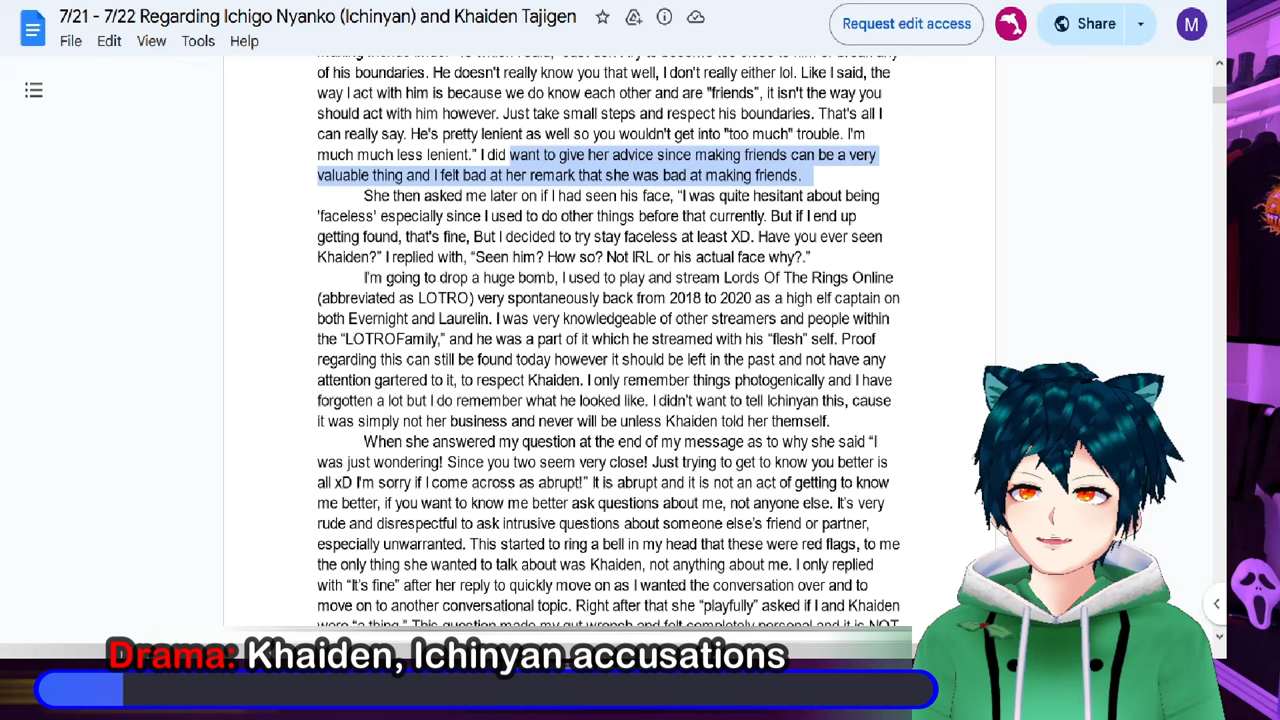 7/21 - 7/22 Regarding Ichigo Nyanko (Ichinyan) and Khaiden Tajigen
Request edit access
Share
M
File Edit View Tools Help
of his boundaries. He doesn't really know you that well, I don't really either lol. Like I said, the
way I act with him is because we do know each other and are "friends", it isn't the way you
should act with him however. Just take small steps and respect his boundaries. That's all I
can really say. He's pretty lenient as well so you wouldn't get into "too much" trouble. I'm
much much less lenient.” I did want to give her advice since making friends can be a very
valuable thing and I felt bad at her remark that she was bad at making friends.
She then asked me later on if I had seen his face, “I was quite hesitant about being
'faceless' especially since I used to do other things before that currently. But if I end up
getting found, that's fine, But I decided to try stay faceless at least XD. Have you ever seen
Khaiden?” I replied with, “Seen him? How so? Not IRL or his actual face why?.”
I'm going to drop a huge bomb, I used to play and stream Lords Of The Rings Online
(abbreviated as LOTRO) very spontaneously back from 2018 to 2020 as a high elf captain on
both Evernight and Laurelin. I was very knowledgeable of other streamers and people within
the “LOTROFamily,” and he was a part of it which he streamed with his “flesh” self. Proof
regarding this can still be found today however it should be left in the past and not have any
attention gartered to it, to respect Khaiden. I only remember things photogenically and I have
forgotten a lot but I do remember what he looked like. I didn't want to tell Ichinyan this, cause
it was simply not her business and never will be unless Khaiden told her themself.
When she answered my question at the end of my message as to why she said “I
was just wondering! Since you two seem very close! Just trying to get to know you better is
all xD I'm sorry if I come across as abrupt!” It is abrupt and it is not an act of getting to know
me better, if you want to know me better ask questions about me, not anyone else. It's very
rude and disrespectful to ask intrusive questions about someone else's friend or partner,
especially unwarranted. This started to ring a bell in my head that these were red flags, to me
the only thing she wanted to talk about was Khaiden, not anything about me. I only replied
with “It's fine” after her reply to quickly move on as I wanted the conversation over and to
move on to another conversational topic. Right after that she “playfully” asked if I and Khaiden
Drama: Khaiden, Ichinyan accusations